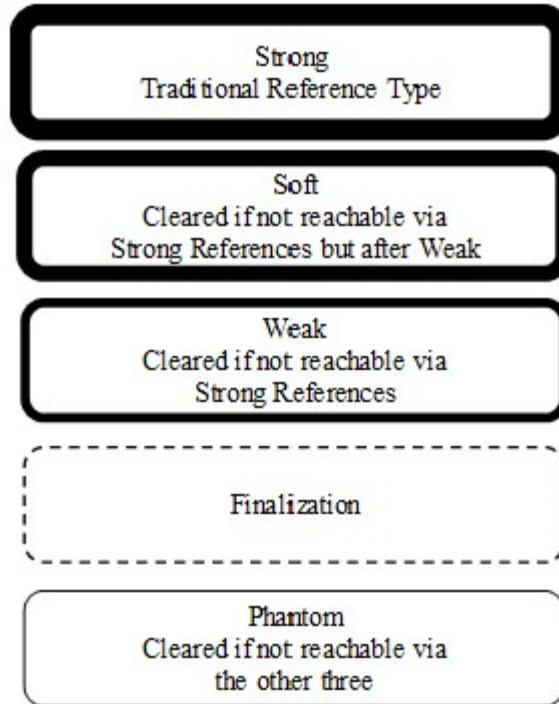 Strong
Traditional Reference Type
Soft
Cleared if not reachable via
Strong References but after Weak
Weak
Cleared if not reachable via
Strong References
Finalization
Phantom
Cleared if not reachable via
the other three